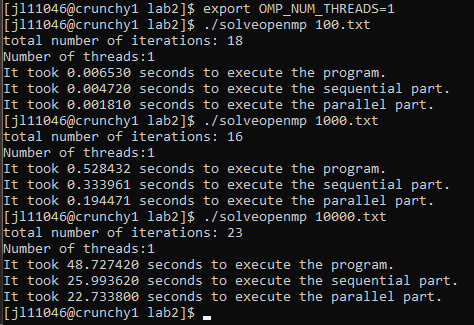 [jl11046@crunchy1 lab2]$ export OMP_NUM_THREADS=1
[jl11046@crunchy1 lab2]$ ./solveopenmp 100.txt
total number of iterations: 18
Number of threads:1
It took 0.006530 seconds to execute the program.
It took 0.004720 seconds to execute the sequential part.
It took 0.001810 seconds to execute the parallel part.
[jl11046@crunchy1 lab2]$ ./solveopenmp 1000.txt
total number of iterations: 16
Number of threads:1
It took 0.528432 seconds to execute the program.
It took 0.333961 seconds to execute the sequential part.
It took 0.194471 seconds to execute the parallel part.
[jl11046@crunchy1 lab2]$ ./solveopenmp 10000.txt
total number of iterations: 23
Number of threads:1
It took 48.727420 seconds to execute the program.
It took 25.993620 seconds to execute the sequential part.
It took 22.733800 seconds to execute the parallel part.
[jl11046@crunchy1 lab2]$